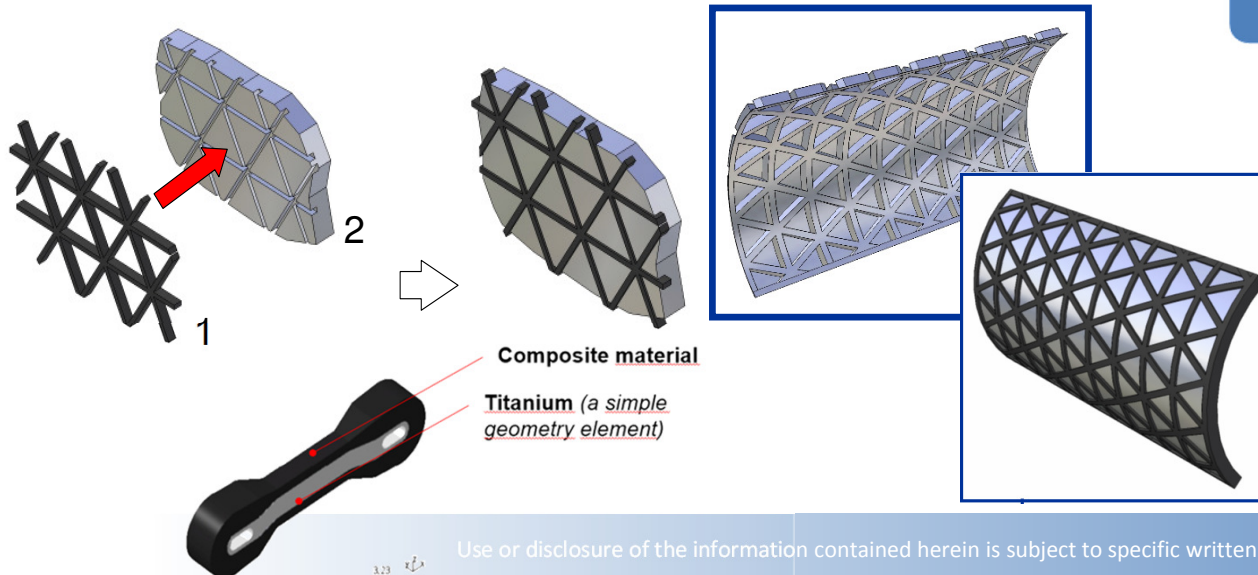 2
1
Composite material
Titanium (a simple
geometry element)
Use or disclosure of the information contained herein is subject to specific written